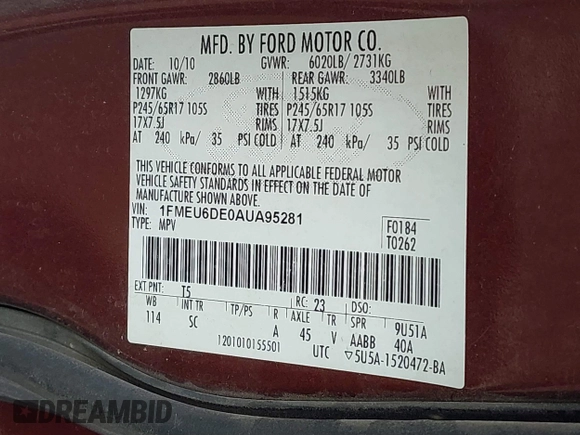 MFD. BY FORD MOTOR CO.
DATE: 10/10 GVWR: 6020LB/ 2731KG
FRONT GAWR: 2860LB REAR GAWR: 3340LB
1297KG WITH 1515KG WITH
P245/65R17 105S TIRES P245/65R17 105S TIRES
17X7.5J RIMS 17X7.5J RIMS
AT 240 kPa/ 35 PSI COLD AT 240 kPa/ 35 PSI COLD
THIS VEHICLE CONFORMS TO ALL APPLICABLE FEDERAL MOTOR
VEHICLE SAFETY STANDARDS IN EFFECT ON THE DATE OF
MANUFACTURE SHOWN ABOVE.
VIN: 1FMEU6DE0AUA95281
TYPE: MPV
F0184
T0262
EXT PNT: T5 RC: 23 DSO:
WB INT TR TP/PS R AXLE TR SPR 9U51A
114 SC A 45 V AABB 40A
1201010155501 UTC ▽5U5A-1520472-BA
DREAMBID